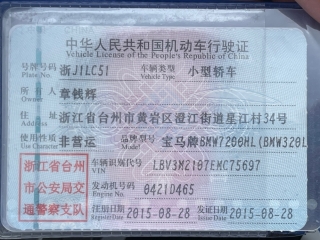 中华人民共和国机动车行驶证
Vehicle License of the People's Republic of China
号牌号码 浙J1LC51 车辆类型 小型轿车
Plate No. Vehicle Type
所有人 章钱辉
Owner
住址 浙江省台州市黄岩区澄江街道星江村34号
Address
使用性质 非营运 品牌型号 宝马牌BMW7200HL(BMW320L
Use Character Model
浙江省台州市公安局交通警察支队
车辆识别代号 LBV3M2107EMC75697
VIN
发动机号码 0421D465
Engine No.
注册日期 2015-08-28 发证日期 2015-08-28
Register Date Issue Date